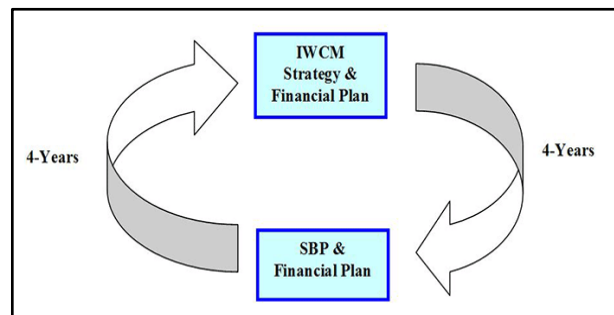 IWCM
Strategy &
Financial Plan
4-Years
4-Years
SBP &
Financial Plan